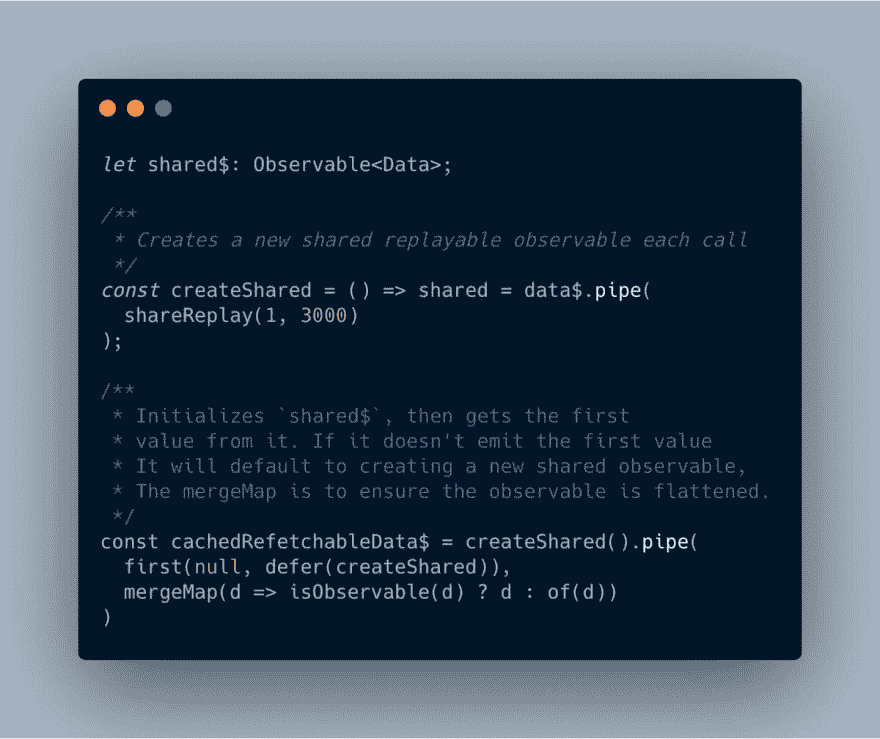 let shared$: Observable<Data>;
/**
 * Creates a new shared replayable observable each call
 */
const createShared = () => shared = data$.pipe(
  shareReplay(1, 3000)
);
/**
 * Initializes `shared$`, then gets the first
 * value from it. If it doesn't emit the first value
 * It will default to creating a new shared observable,
 * The mergeMap is to ensure the observable is flattened.
 */
const cachedRefetchableData$ = createShared().pipe(
  first(null, defer(createShared)),
  mergeMap(d => isObservable(d) ? d : of(d))
)